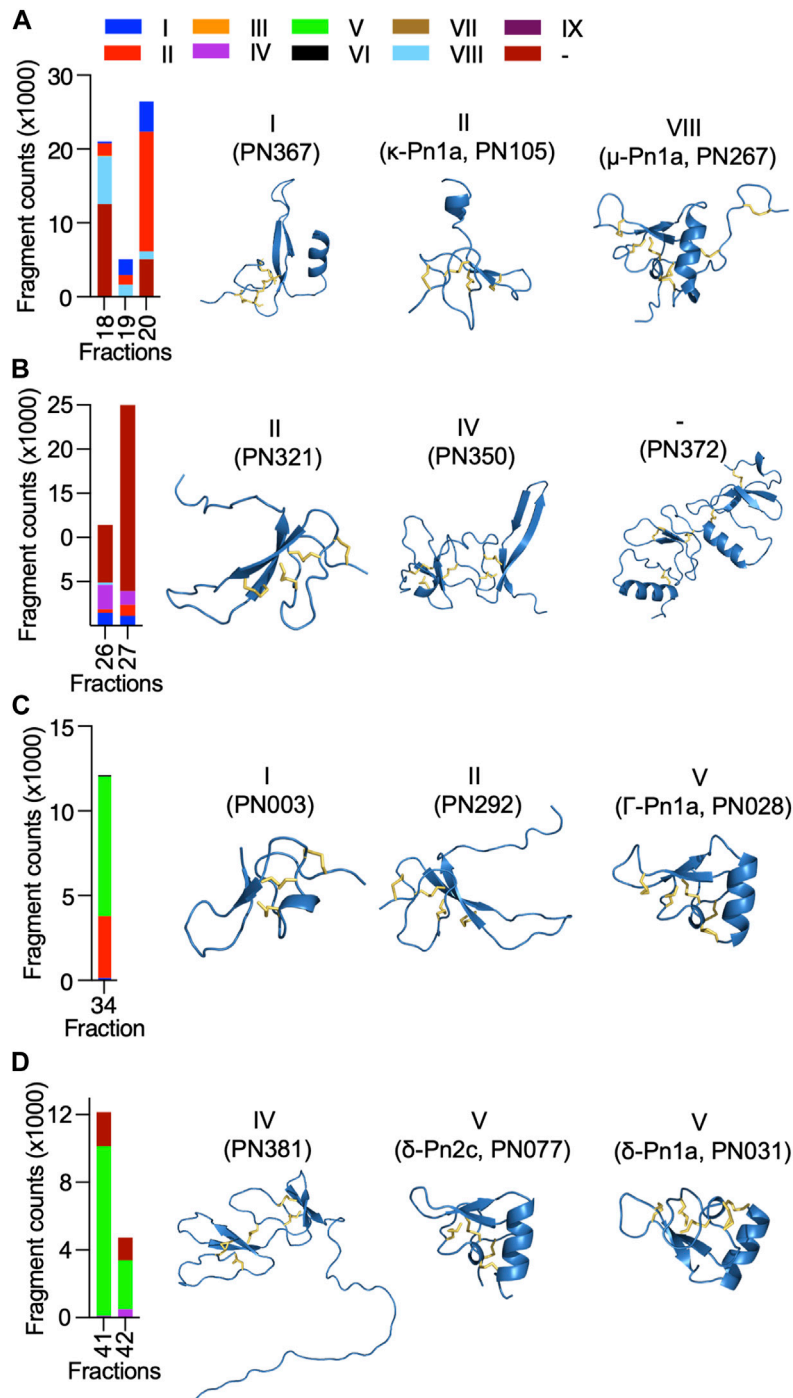 A
I III V VII IX
II IV VI VIII -
Fragment counts (x1000)
30
20
10
0
18 19 20
Fractions
I
(PN367)
II
(κ-Pn1a, PN105)
VIII
(μ-Pn1a, PN267)
B
Fragment counts (x1000)
25
20
15
0
5
26 27
Fractions
II
(PN321)
IV
(PN350)
-
(PN372)
C
Fragment counts (x1000)
15
10
5
0
34
Fraction
I
(PN003)
II
(PN292)
V
(Γ-Pn1a, PN028)
D
Fragment counts (x1000)
12
8
4
0
41 42
Fractions
IV
(PN381)
V
(δ-Pn2c, PN077)
V
(δ-Pn1a, PN031)